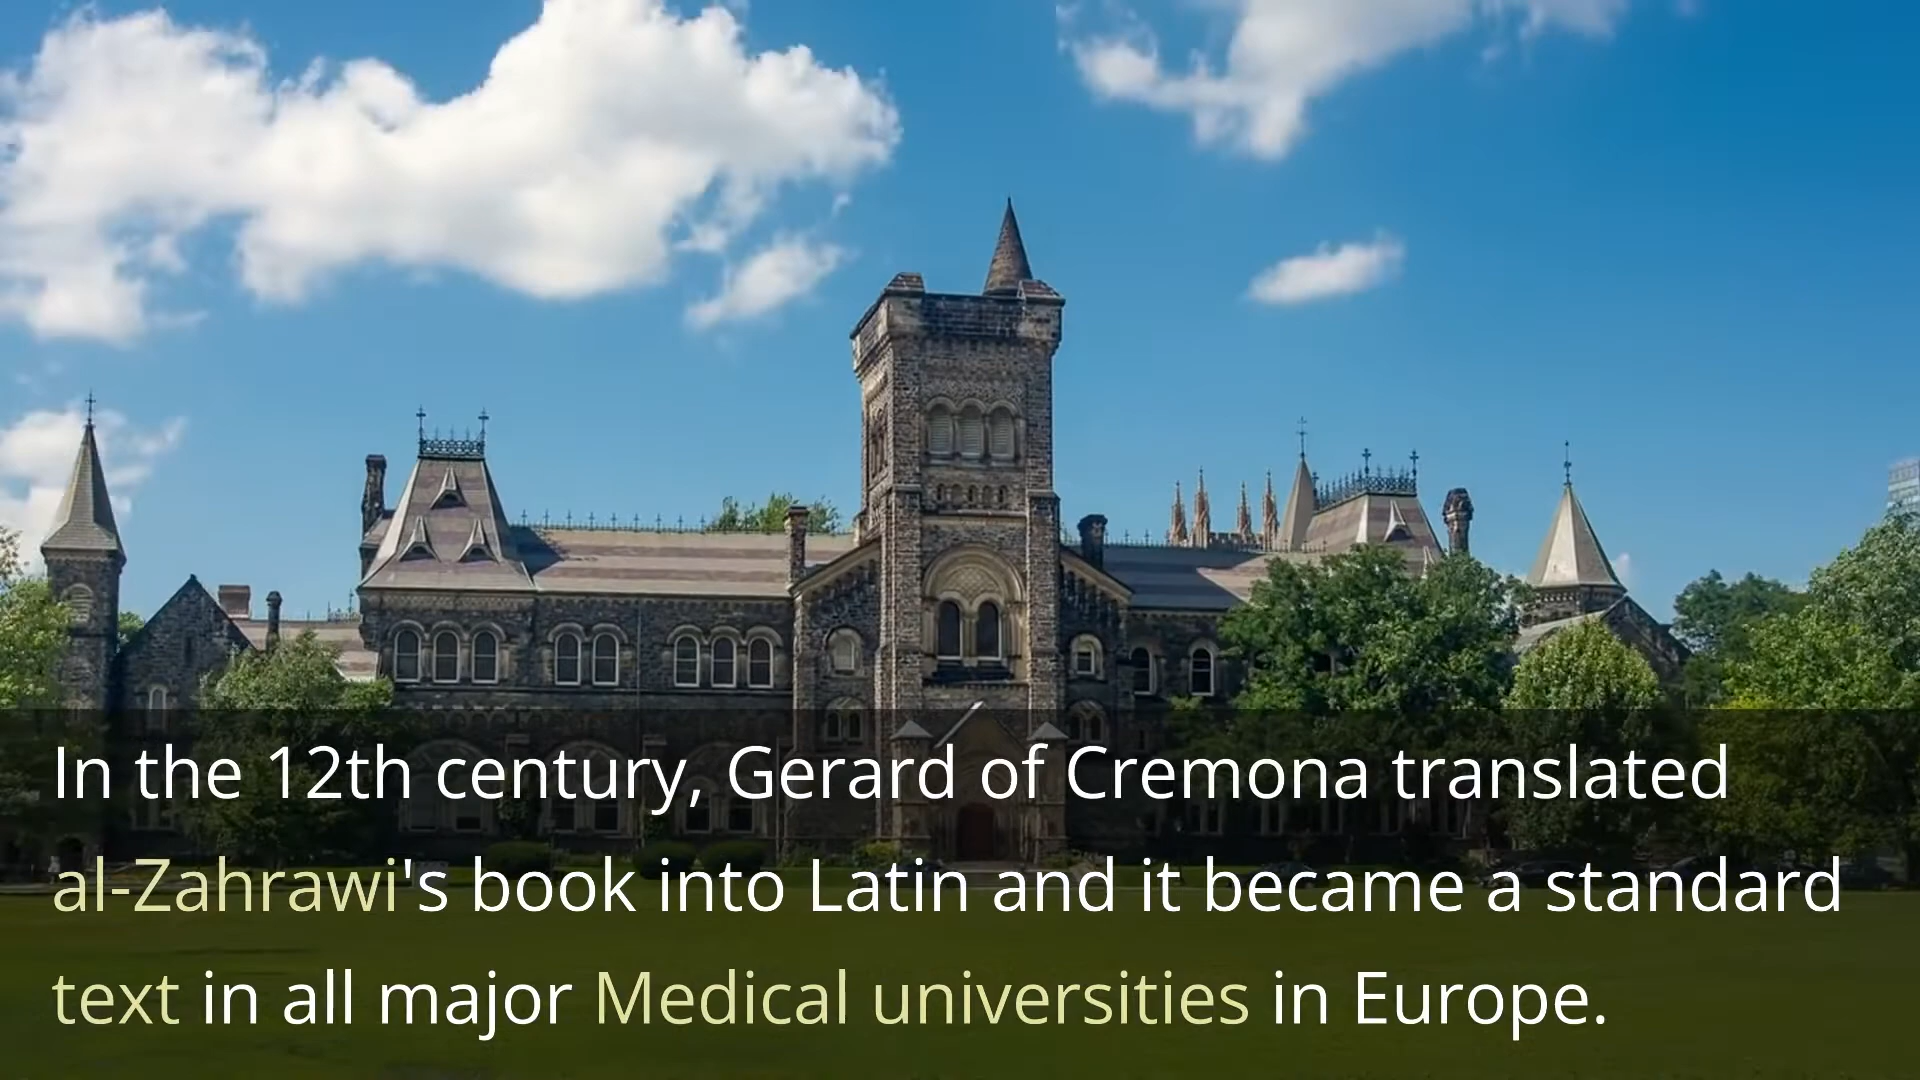 In the 12th century, Gerard of Cremona translated
al-Zahrawi's book into Latin and it became a standard
text in all major Medical universities in Europe.